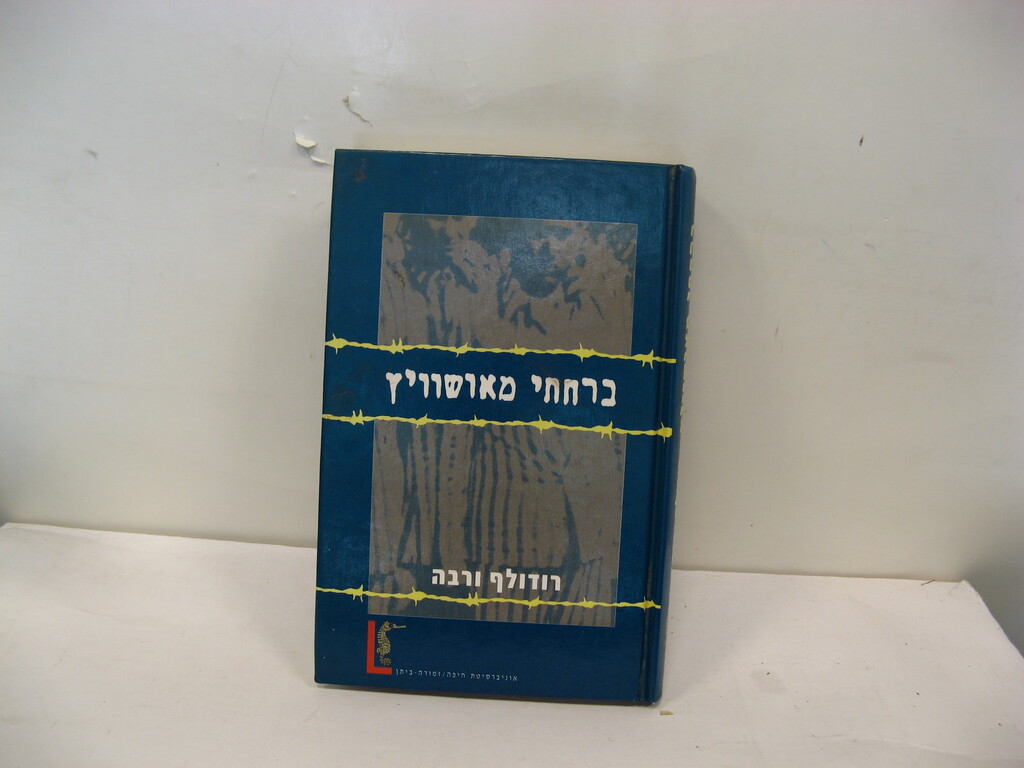 ברחתי מאושוויץ
רודולף ורבה
אוניברסיטת חיפה/זמורה-ביתן